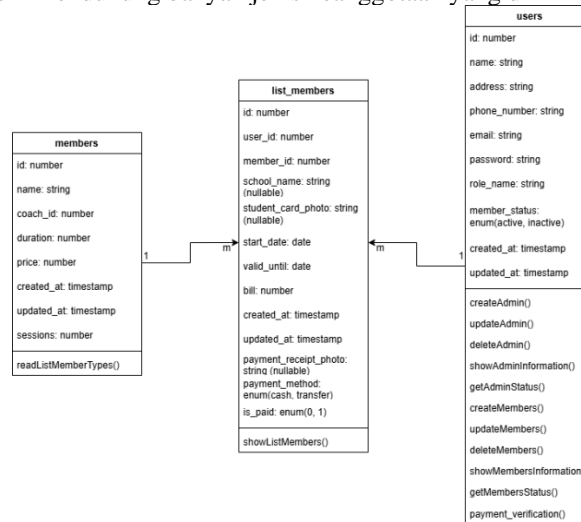 users
id: number
name: string
address: string
phone_number: string
email: string
password: string
role_name: string
member_status:
enum(active, inactive)
created_at: timestamp
updated_at: timestamp
createAdmin()
updateAdmin()
deleteAdmin()
showAdminInformation()
getAdminStatus()
createMembers()
updateMembers()
deleteMembers()
showMembersInformation
getMembersStatus()
payment_verification()
list_members
id: number
user_id: number
member_id: number
school_name: string
(nullable)
student_card_photo: string
(nullable)
start_date: date
valid_until: date
bill: number
created_at: timestamp
updated_at: timestamp
payment_receipt_photo:
string (nullable)
payment_method:
enum(cash, transfer)
is_paid: enum(0, 1)
showListMembers()
members
id: number
name: string
coach_id: number
duration: number
price: number
created_at: timestamp
updated_at: timestamp
sessions: number
readListMemberTypes()
1
m
m
1